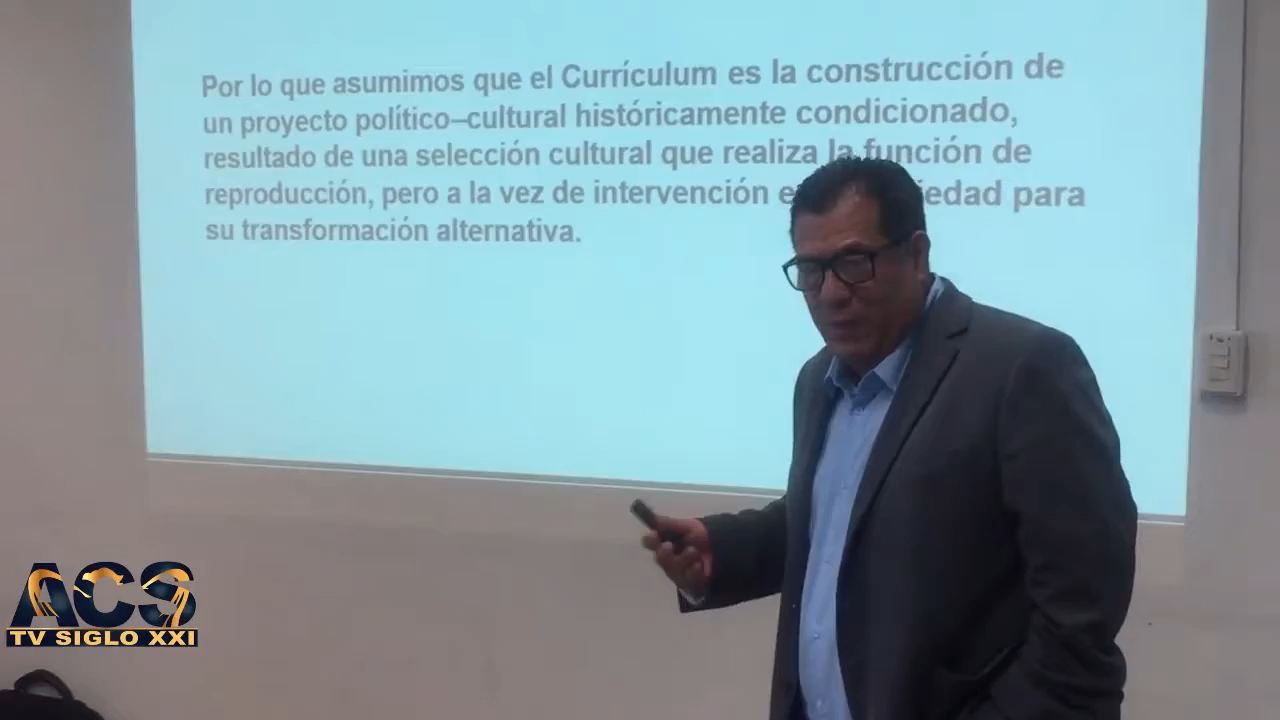 Por lo que asumimos que el Currículum es la construcción de
un proyecto político–cultural históricamente condicionado,
resultado de una selección cultural que realiza la función de
reproducción, pero a la vez de intervención para
su transformación alternativa.
ACS
TV SIGLO XXI